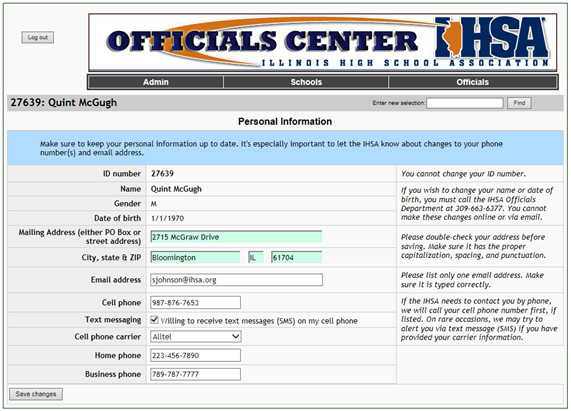 Log out
OFFICIALS CENTER IHSA
ILLINOIS HIGH SCHOOL ASSOCIATION
Admin Schools Officials
27639: Quint McGugh Enter new selection: Find
Personal Information
Make sure to keep your personal information up to date. It's especially important to let the IHSA know about changes to your phone
number(s) and email address.
ID number 27639 You cannot change your ID number.
Name Quint McGugh
Gender M
Date of birth 1/1/1970
If you wish to change your name or date of
birth, you must call the IHSA Officials
Department at 309-663-6377. You cannot
make these changes online or via email.
Mailing Address (either PO Box or
street address) 2715 McGraw Drive
City, state & ZIP Bloomington IL 61704
Please double-check your address before
saving. Make sure it has the proper
capitalization, spacing, and punctuation.
Email address sjohnson@ihsa.org
Please list only one email address. Make
sure it is typed correctly.
Cell phone 987-876-7653
Text messaging Willing to receive text messages (SMS) on my cell phone
Cell phone carrier Alltel
Home phone 223-456-7890
Business phone 789-787-7777
If the IHSA needs to contact you by phone,
we will call your cell phone number first, if
listed. On rare occasions, we may try to
alert you via text message (SMS) if you have
provided your carrier information.
Save changes